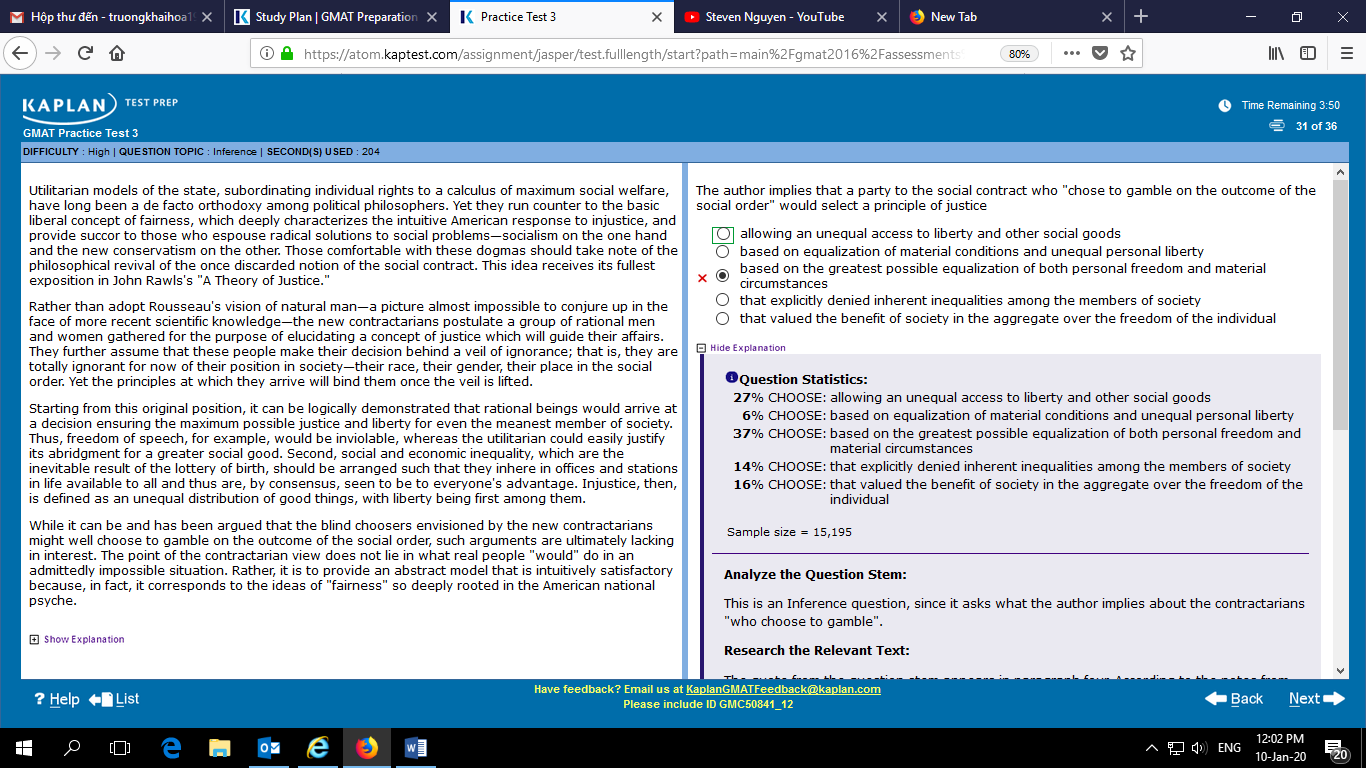 Hộp thư đến - truongkhaihoa1
Study Plan | GMAT Preparation
Practice Test 3
Steven Nguyen - YouTube
New Tab
https://atom.kaptest.com/assignment/jasper/test.fulllength/start?path=main%2Fgmat2016%2Fassessments
80%
KAPLAN TEST PREP
GMAT Practice Test 3
Time Remaining 3:50
31 of 36
DIFFICULTY : High | QUESTION TOPIC : Inference | SECOND(S) USED : 204
Utilitarian models of the state, subordinating individual rights to a calculus of maximum social welfare,
have long been a de facto orthodoxy among political philosophers. Yet they run counter to the basic
liberal concept of fairness, which deeply characterizes the intuitive American response to injustice, and
provide succor to those who espouse radical solutions to social problems—socialism on the one hand
and the new conservatism on the other. Those comfortable with these dogmas should take note of the
philosophical revival of the once discarded notion of the social contract. This idea receives its fullest
exposition in John Rawls's "A Theory of Justice."
Rather than adopt Rousseau's vision of natural man—a picture almost impossible to conjure up in the
face of more recent scientific knowledge—the new contractarians postulate a group of rational men
and women gathered for the purpose of elucidating a concept of justice which will guide their affairs.
They further assume that these people make their decision behind a veil of ignorance; that is, they are
totally ignorant for now of their position in society—their race, their gender, their place in the social
order. Yet the principles at which they arrive will bind them once the veil is lifted.
Starting from this original position, it can be logically demonstrated that rational beings would arrive at
a decision ensuring the maximum possible justice and liberty for even the meanest member of society.
Thus, freedom of speech, for example, would be inviolable, whereas the utilitarian could easily justify
its abridgment for a greater social good. Second, social and economic inequality, which are the
inevitable result of the lottery of birth, should be arranged such that they inhere in offices and stations
in life available to all and thus are, by consensus, seen to be to everyone's advantage. Injustice, then,
is defined as an unequal distribution of good things, with liberty being first among them.
While it can be and has been argued that the blind choosers envisioned by the new contractarians
might well choose to gamble on the outcome of the social order, such arguments are ultimately lacking
in interest. The point of the contractarian view does not lie in what real people "would" do in an
admittedly impossible situation. Rather, it is to provide an abstract model that is intuitively satisfactory
because, in fact, it corresponds to the ideas of "fairness" so deeply rooted in the American national
psyche.
Show Explanation
The author implies that a party to the social contract who "chose to gamble on the outcome of the
social order" would select a principle of justice
allowing an unequal access to liberty and other social goods
based on equalization of material conditions and unequal personal liberty
based on the greatest possible equalization of both personal freedom and material
circumstances
that explicitly denied inherent inequalities among the members of society
that valued the benefit of society in the aggregate over the freedom of the individual
Hide Explanation
Question Statistics:
27% CHOOSE: allowing an unequal access to liberty and other social goods
6% CHOOSE: based on equalization of material conditions and unequal personal liberty
37% CHOOSE: based on the greatest possible equalization of both personal freedom and
material circumstances
14% CHOOSE: that explicitly denied inherent inequalities among the members of society
16% CHOOSE: that valued the benefit of society in the aggregate over the freedom of the
individual
Sample size = 15,195
Analyze the Question Stem:
This is an Inference question, since it asks what the author implies about the contractarians
"who choose to gamble".
Research the Relevant Text:
The quote from the question stem appears in paragraph four. According to the notes from
Help
List
Have feedback? Email us at KaplanGMATFeedback@kaplan.com
Please include ID GMC50841_12
Back
Next
ENG
12:02 PM
10-Jan-20
20